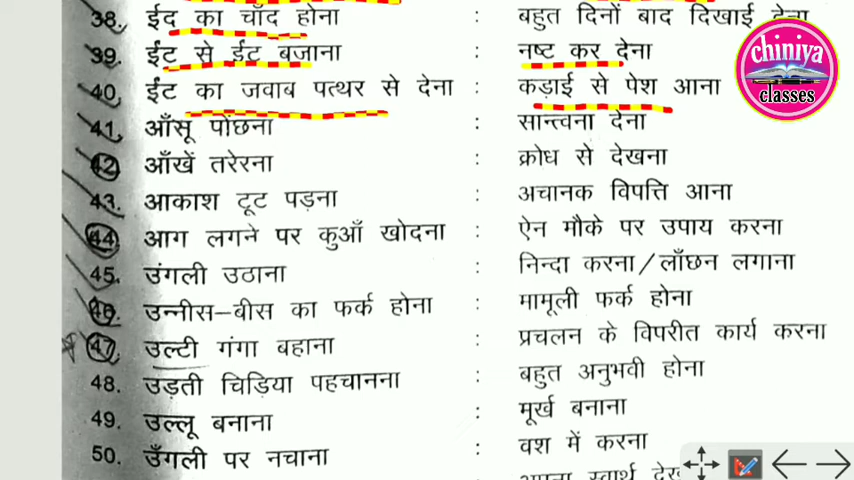 38. ईद का चाँद होना : बहुत दिनों बाद दिखाई देना
39. ईंट से ईंट बजाना : नष्ट कर देना
40. ईंट का जवाब पत्थर से देना : कड़ाई से पेश आना
41. आँसू पोंछना : सान्त्वना देना
42. आँखें तरेरना : क्रोध से देखना
43. आकाश टूट पड़ना : अचानक विपत्ति आना
44. आग लगने पर कुआँ खोदना : ऐन मौके पर उपाय करना
45. उंगली उठाना : निन्दा करना/लाँछन लगाना
46. उन्नीस-बीस का फर्क होना : मामूली फर्क होना
47. उल्टी गंगा बहाना : प्रचलन के विपरीत कार्य करना
48. उड़ती चिड़िया पहचानना : बहुत अनुभवी होना
49. उल्लू बनाना : मूर्ख बनाना
50. उँगली पर नचाना : वश में करना
अपना स्वार्थ
chiniya
classes